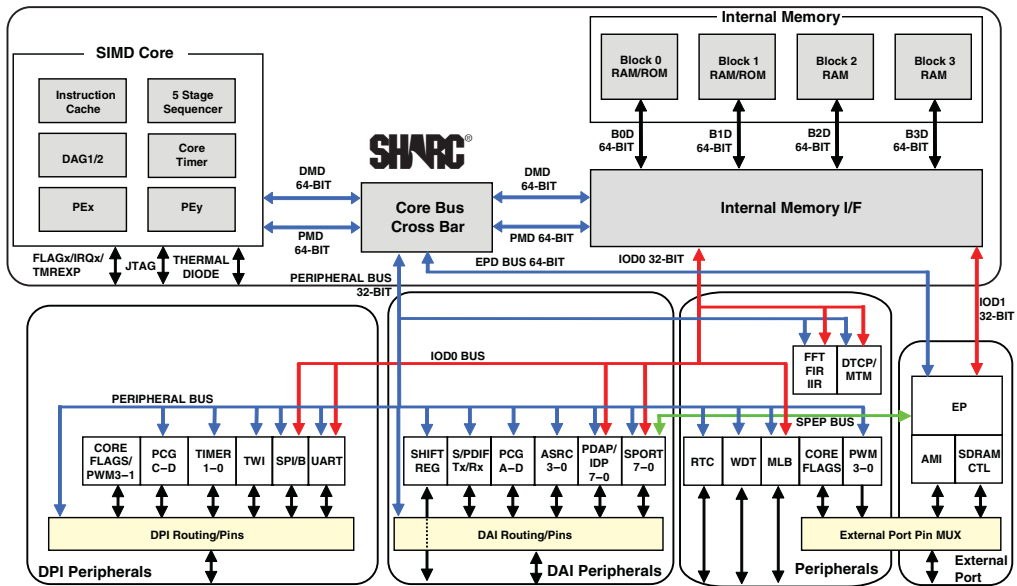 Internal Memory
SIMD Core
Block 0
RAM/ROM
Block 1
RAM/ROM
Block 2
RAM
Block 3
RAM
Instruction
Cache
5 Stage
Sequencer
DAG1/2
Core
Timer
PEx
PEy
B0D
64-BIT
B1D
64-BIT
B2D
64-BIT
B3D
64-BIT
SHARC®
DMD
64-BIT
DMD
64-BIT
Core Bus
Cross Bar
Internal Memory I/F
PMD
64-BIT
PMD 64-BIT
FLAGx/IRQx/
TMREXP
JTAG
THERMAL
DIODE
PERIPHERAL BUS
32-BIT
EPD BUS 64-BIT
IOD0 32-BIT
IOD1
32-BIT
IOD0 BUS
FFT
FIR
IIR
DTCP/
MTM
PERIPHERAL BUS
SPEP BUS
EP
CORE
FLAGS/
PWM3–1
PCG
C–D
TIMER
1–0
TWI
SPI/B
UART
SHIFT
REG
S/PDIF
Tx/Rx
PCG
A–D
ASRC
3–0
PDAP/
IDP
7–0
SPORT
7–0
RTC
WDT
MLB
CORE
FLAGS
PWM
3–0
AMI
SDRAM
CTL
DPI Routing/Pins
DAI Routing/Pins
External Port Pin MUX
DPI Peripherals
DAI Peripherals
Peripherals
External
Port